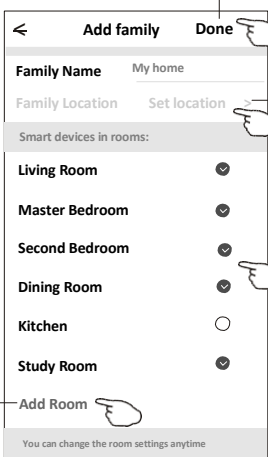 < Add family Done
Family Name My home
Family Location Set location >
Smart devices in rooms:
Living Room
Master Bedroom
Second Bedroom
Dining Room
Kitchen
Study Room
Add Room
You can change the room settings anytime